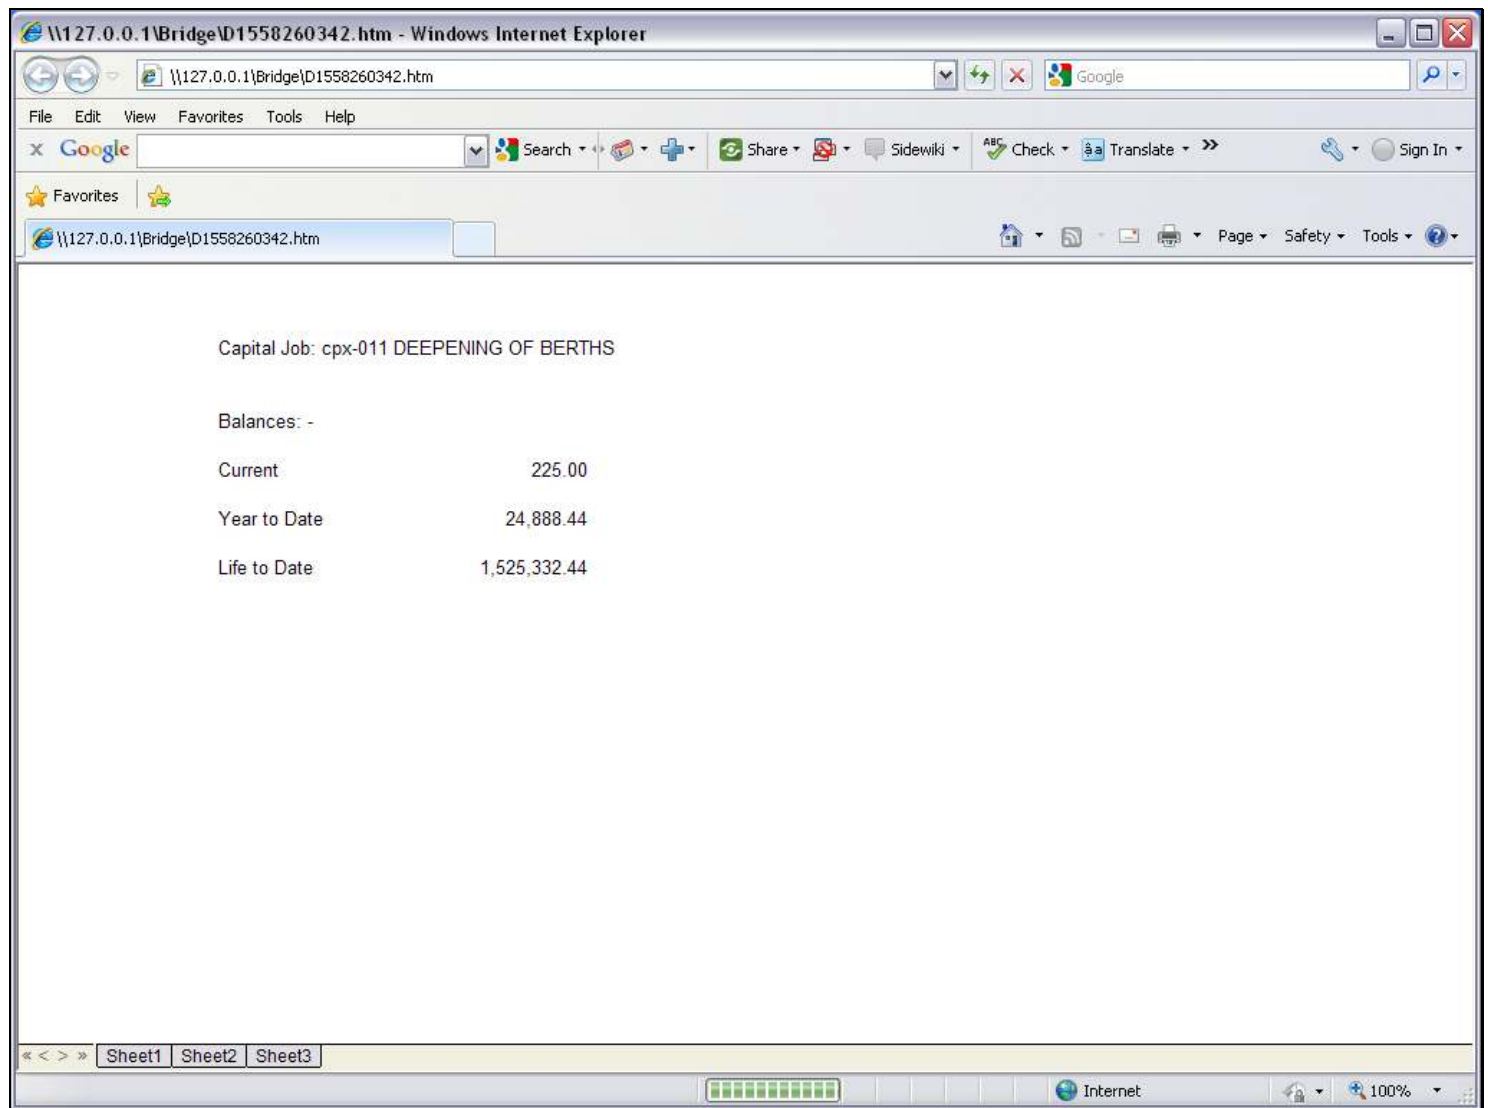 \\127.0.0.1\Bridge\D1558260342.htm - Windows Internet Explorer
\\127.0.0.1\Bridge\D1558260342.htm Google
File Edit View Favorites Tools Help
x Google Search Share Sidewiki ABC Check āa Translate » Sign In
Favorites
\\127.0.0.1\Bridge\D1558260342.htm Page Safety Tools
Capital Job: cpx-011 DEEPENING OF BERTHS
Balances: -
Current 225.00
Year to Date 24,888.44
Life to Date 1,525,332.44
« < > » Sheet1 Sheet2 Sheet3
Internet 100%